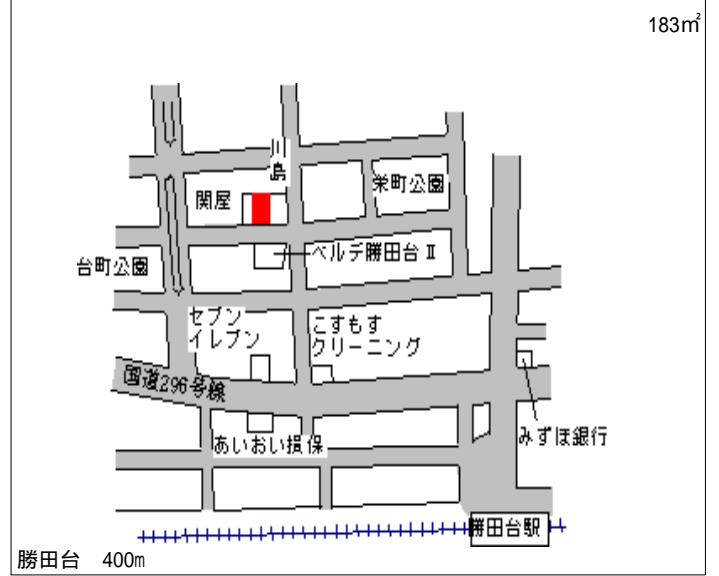 183㎡
川
島
栄町公園
関屋
ベルデ勝田台Ⅱ
台町公園
セブン
イレブン
こすもす
クリーニング
国道296号線
みずほ銀行
あいおい損保
勝田台駅
勝田台 400m